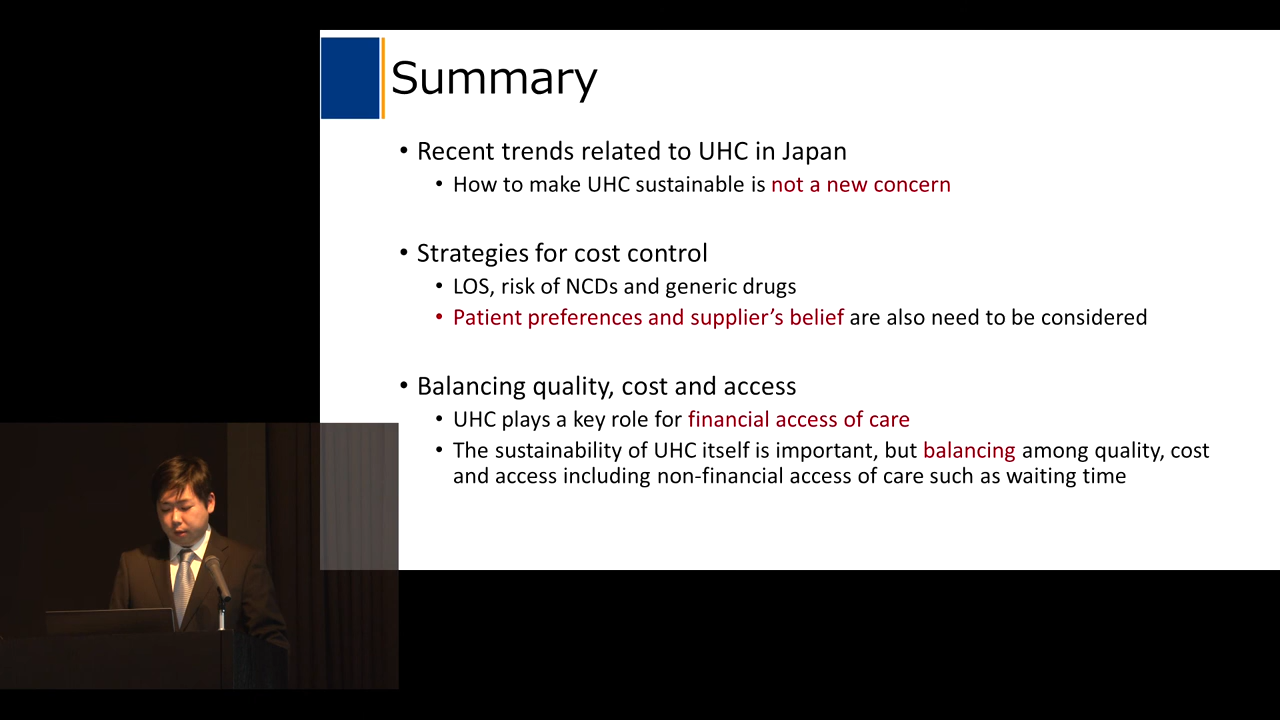 Summary
• Recent trends related to UHC in Japan
• How to make UHC sustainable is not a new concern
• Strategies for cost control
• LOS, risk of NCDs and generic drugs
• Patient preferences and supplier’s belief are also need to be considered
• Balancing quality, cost and access
• UHC plays a key role for financial access of care
• The sustainability of UHC itself is important, but balancing among quality, cost
and access including non-financial access of care such as waiting time